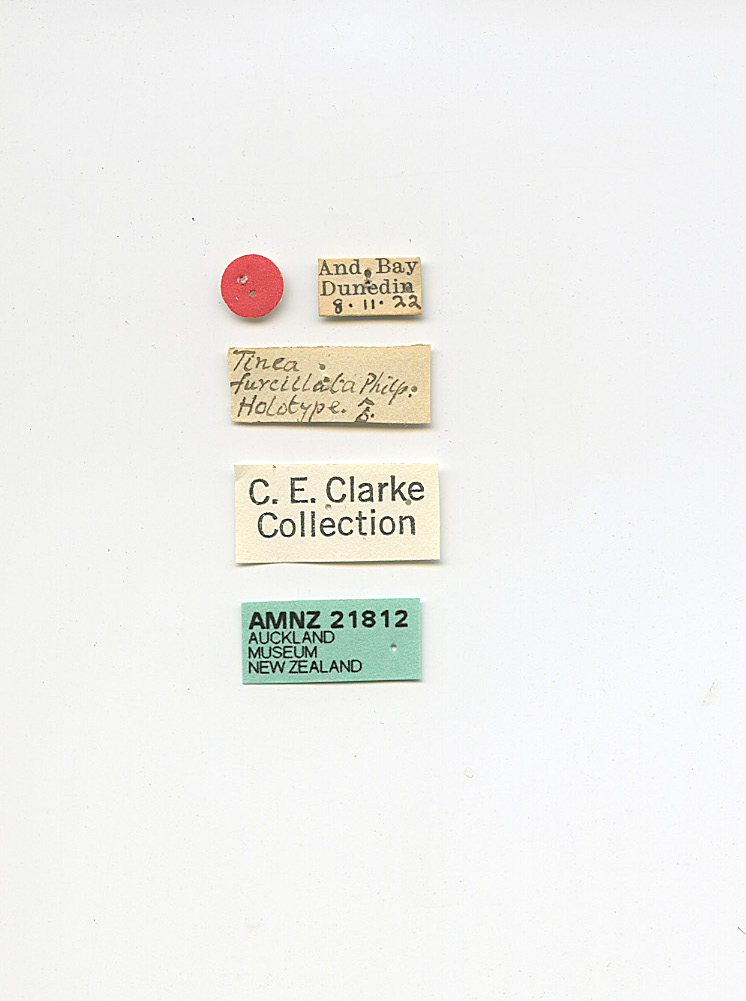 And. Bay
Dunedin
8.11.22
Tinea
furcillata Philp.
Holotype. ♂.
C. E. Clarke
Collection
AMNZ 21812
AUCKLAND
MUSEUM
NEW ZEALAND